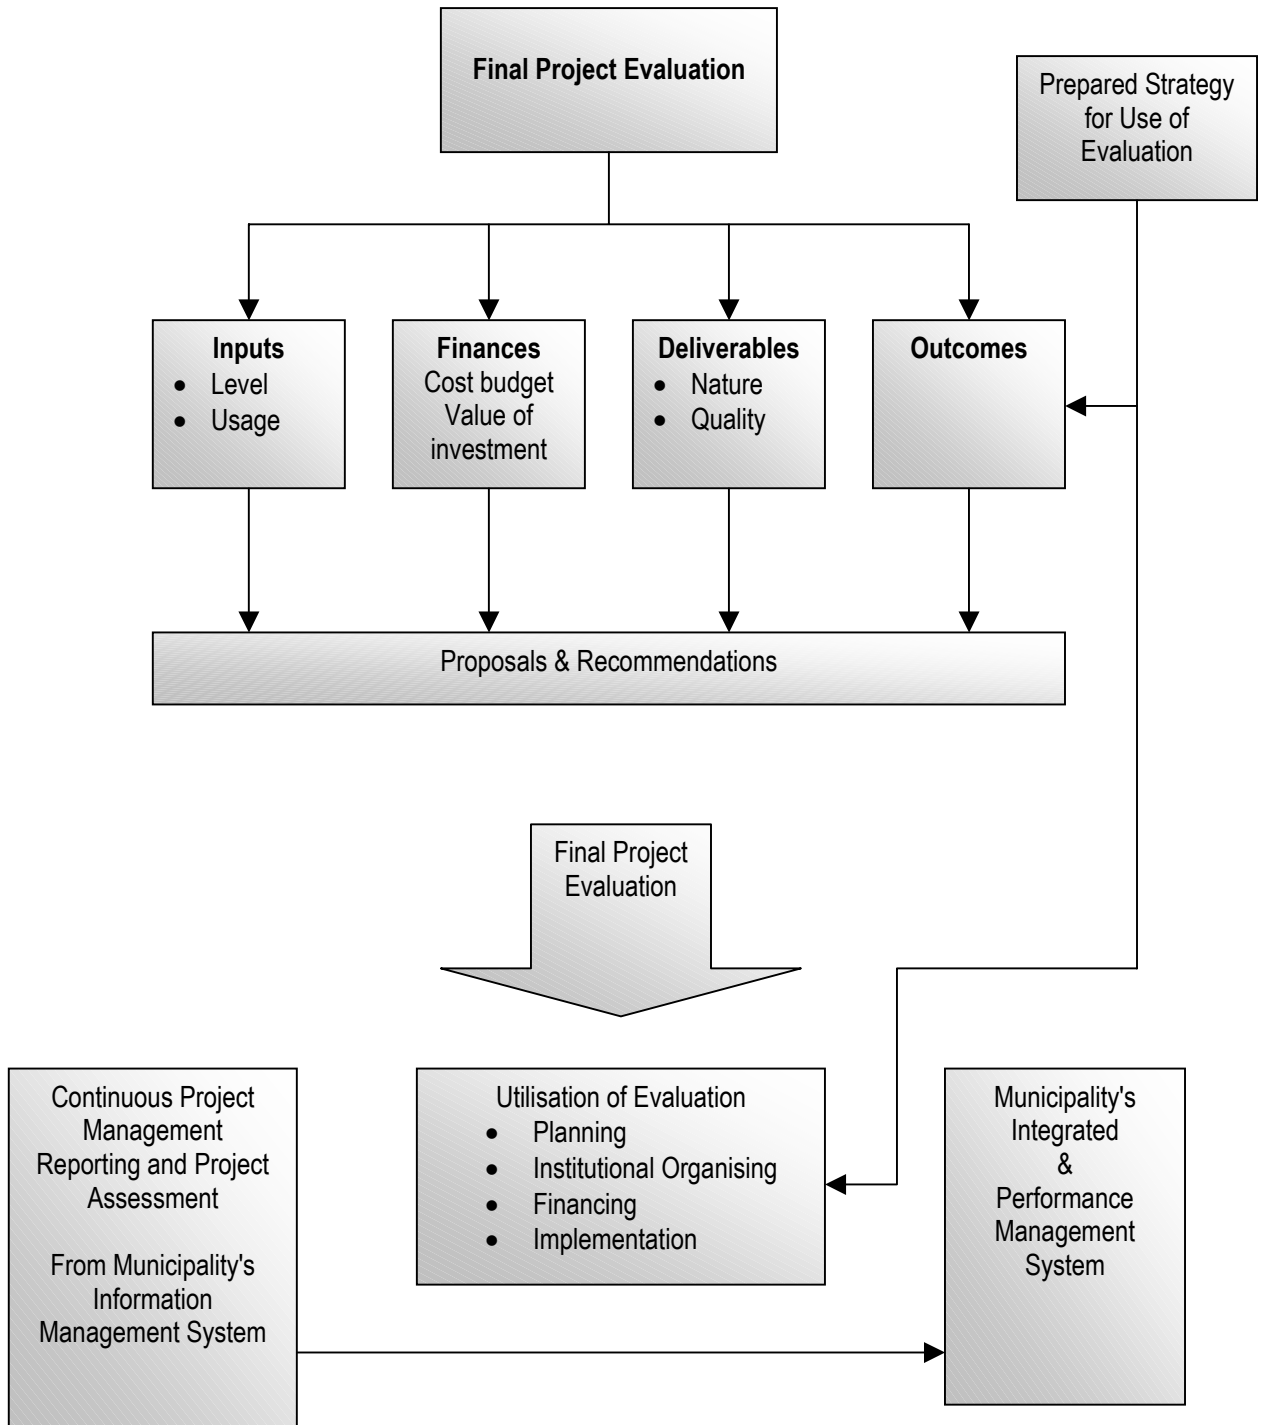 Final Project Evaluation
Prepared Strategy
for Use of
Evaluation
Inputs
• Level
• Usage
Finances
Cost budget
Value of
investment
Deliverables
• Nature
• Quality
Outcomes
Proposals & Recommendations
Final Project
Evaluation
Continuous Project
Management
Reporting and Project
Assessment
From Municipality's
Information
Management System
Utilisation of Evaluation
• Planning
• Institutional Organising
• Financing
• Implementation
Municipality's
Integrated
&
Performance
Management
System